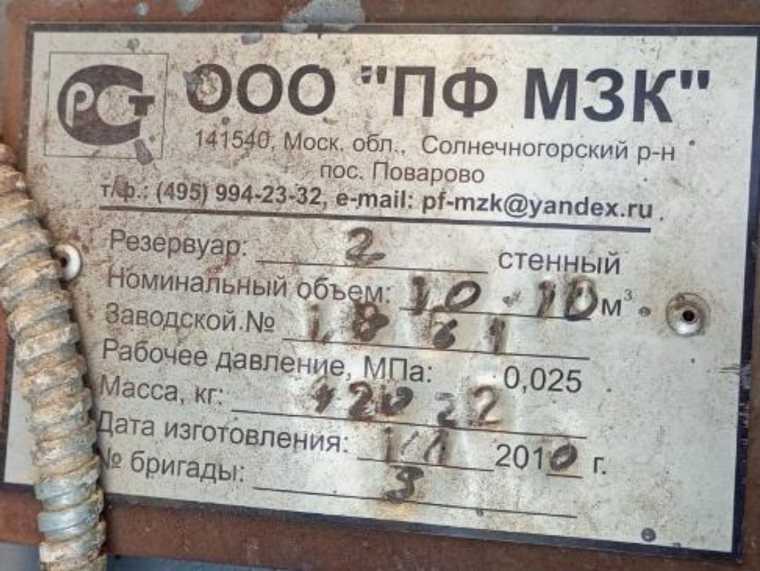 РСТ ООО "ПФ МЗК"
141540, Моск. обл., Солнечногорский р-н
пос. Поварово
т/ф.: (495) 994-23-32, e-mail: pf-mzk@yandex.ru
Резервуар: 2 стенный
Номинальный объем: 10+10 м³
Заводской №
Рабочее давление, МПа: 0,025
Масса, кг:
Дата изготовления: 2010 г.
№ бригады: 3